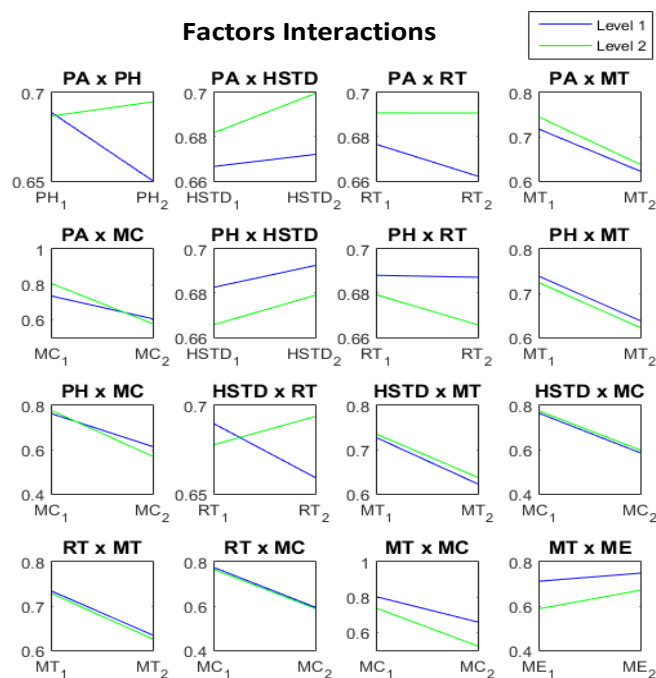 Factors Interactions
Level 1
Level 2
PA x PH
PA x HSTD
PA x RT
PA x MT
0.7
0.65
PH1 PH2
0.7
0.68
0.66
HSTD1 HSTD2
0.7
0.68
0.66
RT1 RT2
0.8
0.7
0.6
MT1 MT2
PA x MC
PH x HSTD
PH x RT
PH x MT
1
0.8
0.6
MC1 MC2
0.7
0.68
0.66
HSTD1 HSTD2
0.7
0.68
0.66
RT1 RT2
0.8
0.7
0.6
MT1 MT2
PH x MC
HSTD x RT
HSTD x MT
HSTD x MC
0.8
0.6
0.4
MC1 MC2
0.7
0.65
RT1 RT2
0.8
0.7
0.6
MT1 MT2
0.8
0.6
0.4
MC1 MC2
RT x MT
RT x MC
MT x MC
MT x ME
0.8
0.7
0.6
MT1 MT2
0.8
0.6
0.4
MC1 MC2
1
0.8
0.6
MC1 MC2
0.8
0.6
0.4
ME1 ME2